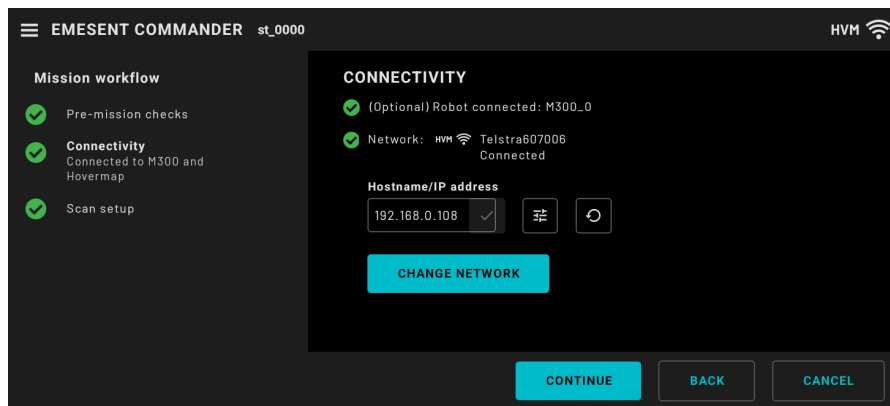 EMESENT COMMANDER st_0000
HVM
Mission workflow
Pre-mission checks
Connectivity
Connected to M300 and
Hovermap
Scan setup
CONNECTIVITY
(Optional) Robot connected: M300_0
Network: HVM Telstra607006
Connected
Hostname/IP address
192.168.0.108
CHANGE NETWORK
CONTINUE
BACK
CANCEL